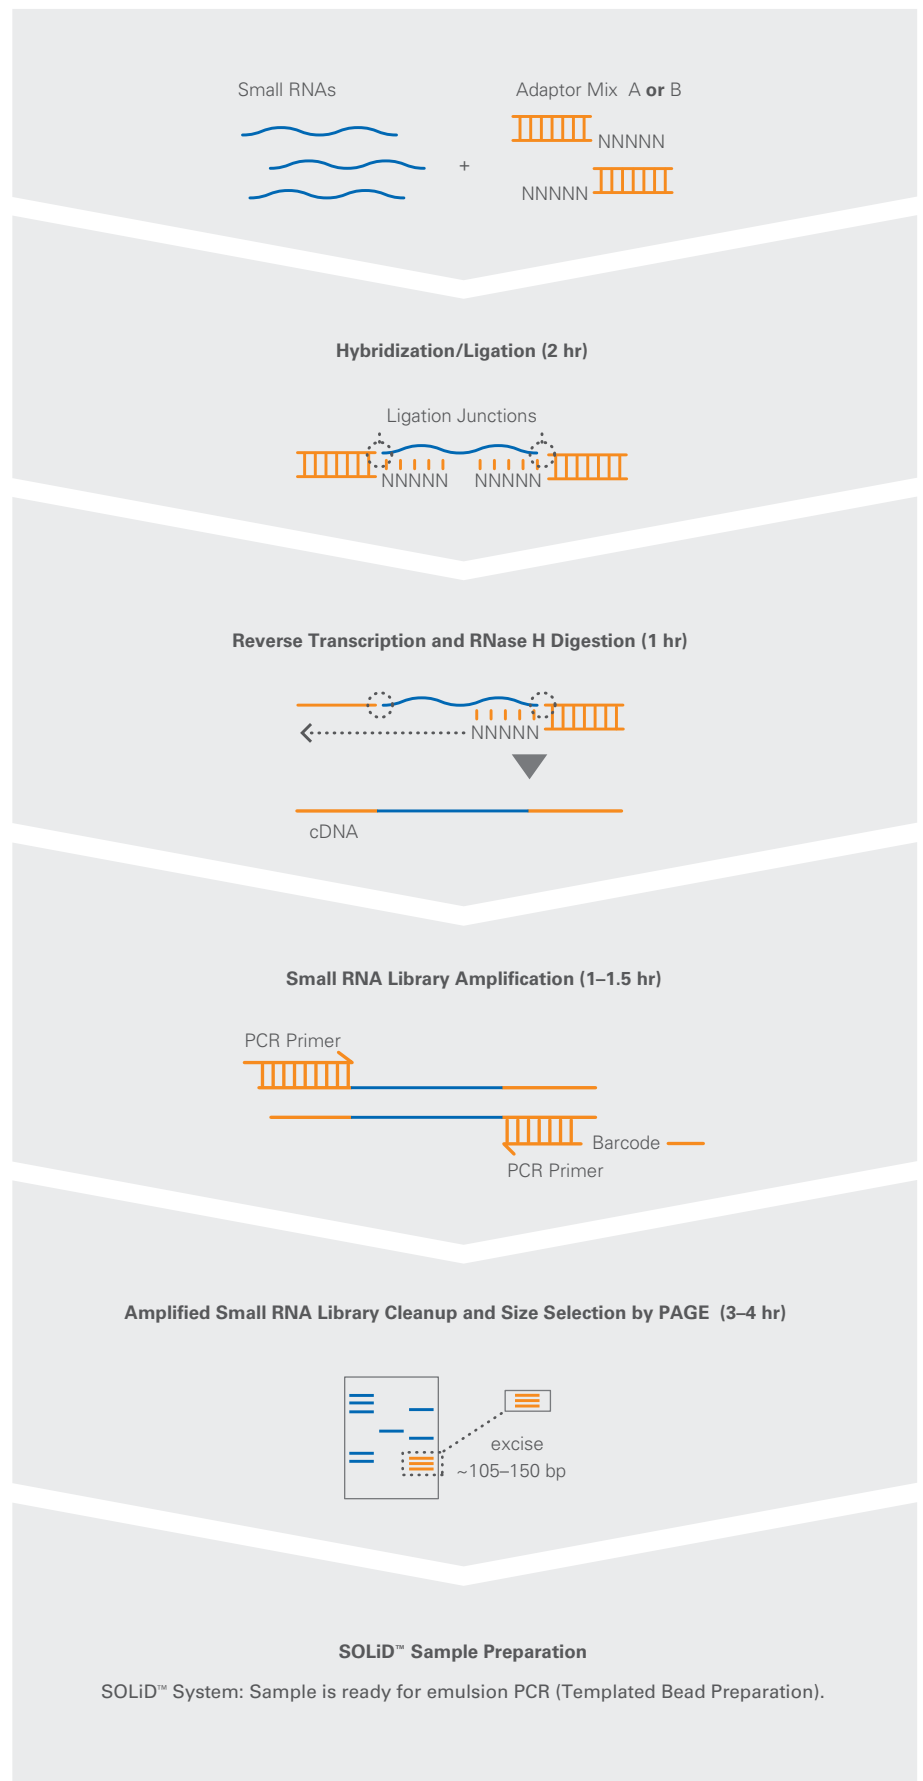 Small RNAs
Adaptor Mix A or B
NNNNN
+
NNNNN
Hybridization/Ligation (2 hr)
Ligation Junctions
NNNNN NNNNN
Reverse Transcription and RNase H Digestion (1 hr)
NNNNN
cDNA
Small RNA Library Amplification (1–1.5 hr)
PCR Primer
Barcode
PCR Primer
Amplified Small RNA Library Cleanup and Size Selection by PAGE (3–4 hr)
excise
~105–150 bp
SOLiD™ Sample Preparation
SOLiD™ System: Sample is ready for emulsion PCR (Templated Bead Preparation).